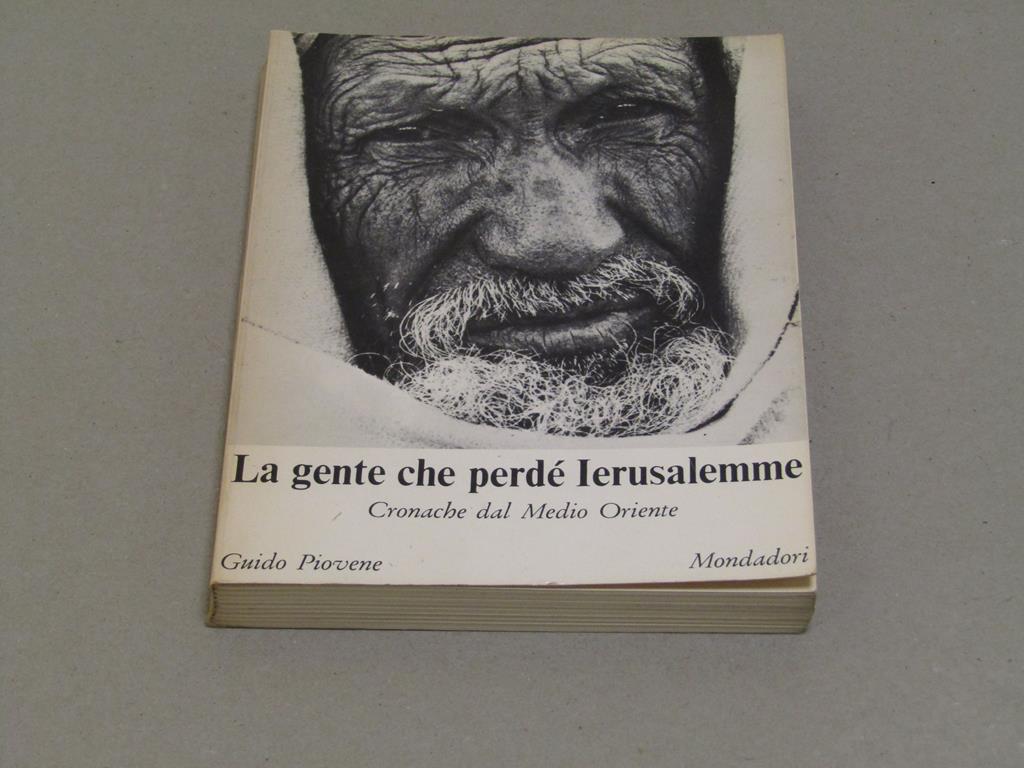 La gente che perdé Ierusalemme
Cronache dal Medio Oriente
Guido Piovene Mondadori